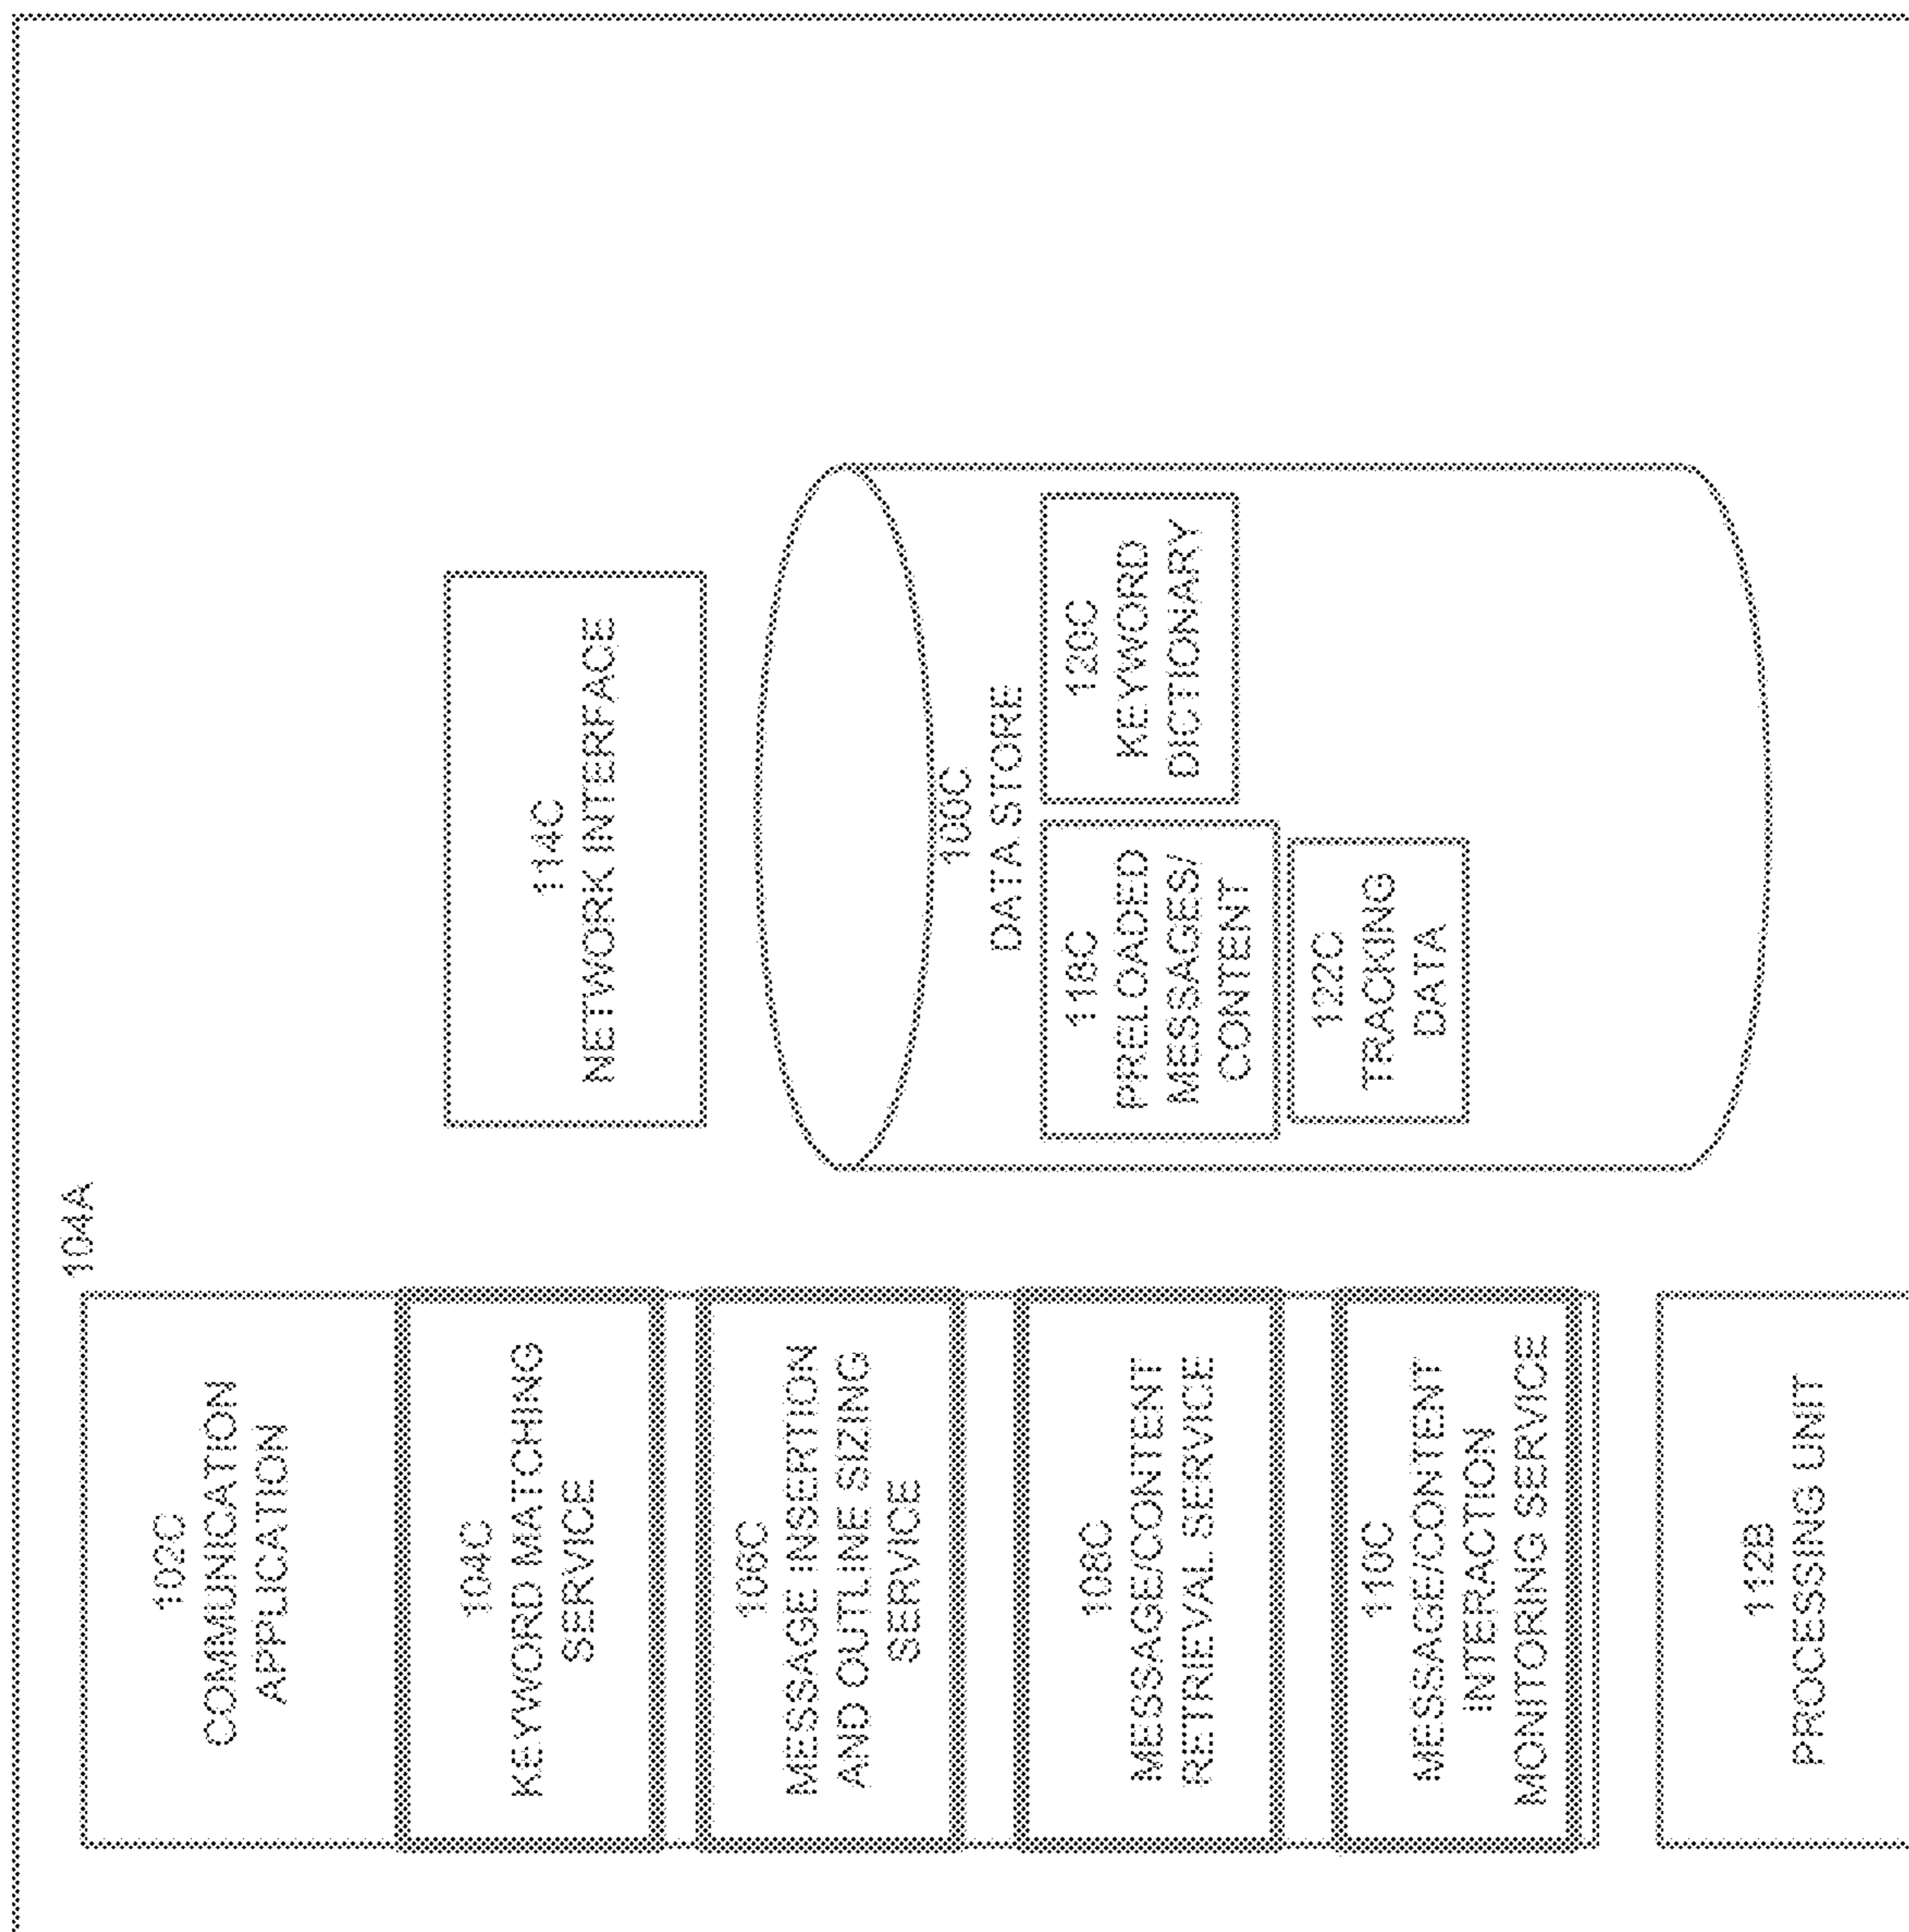 104A
102C
COMMUNICATION
APPLICATION
104C
KEYWORD MATCHING
SERVICE
106C
MESSAGE INSERTION
AND OUTLINE SIZING
SERVICE
108C
MESSAGE/CONTENT
RETRIEVAL SERVICE
110C
MESSAGE/CONTENT
INTERACTION
MONITORING SERVICE
112B
PROCESSING UNIT
114C
NETWORK INTERFACE
100C
DATA STORE
118C
PRELOADED
MESSAGES/
CONTENT
120C
KEYWORD
DICTIONARY
122C
TRACKING
DATA